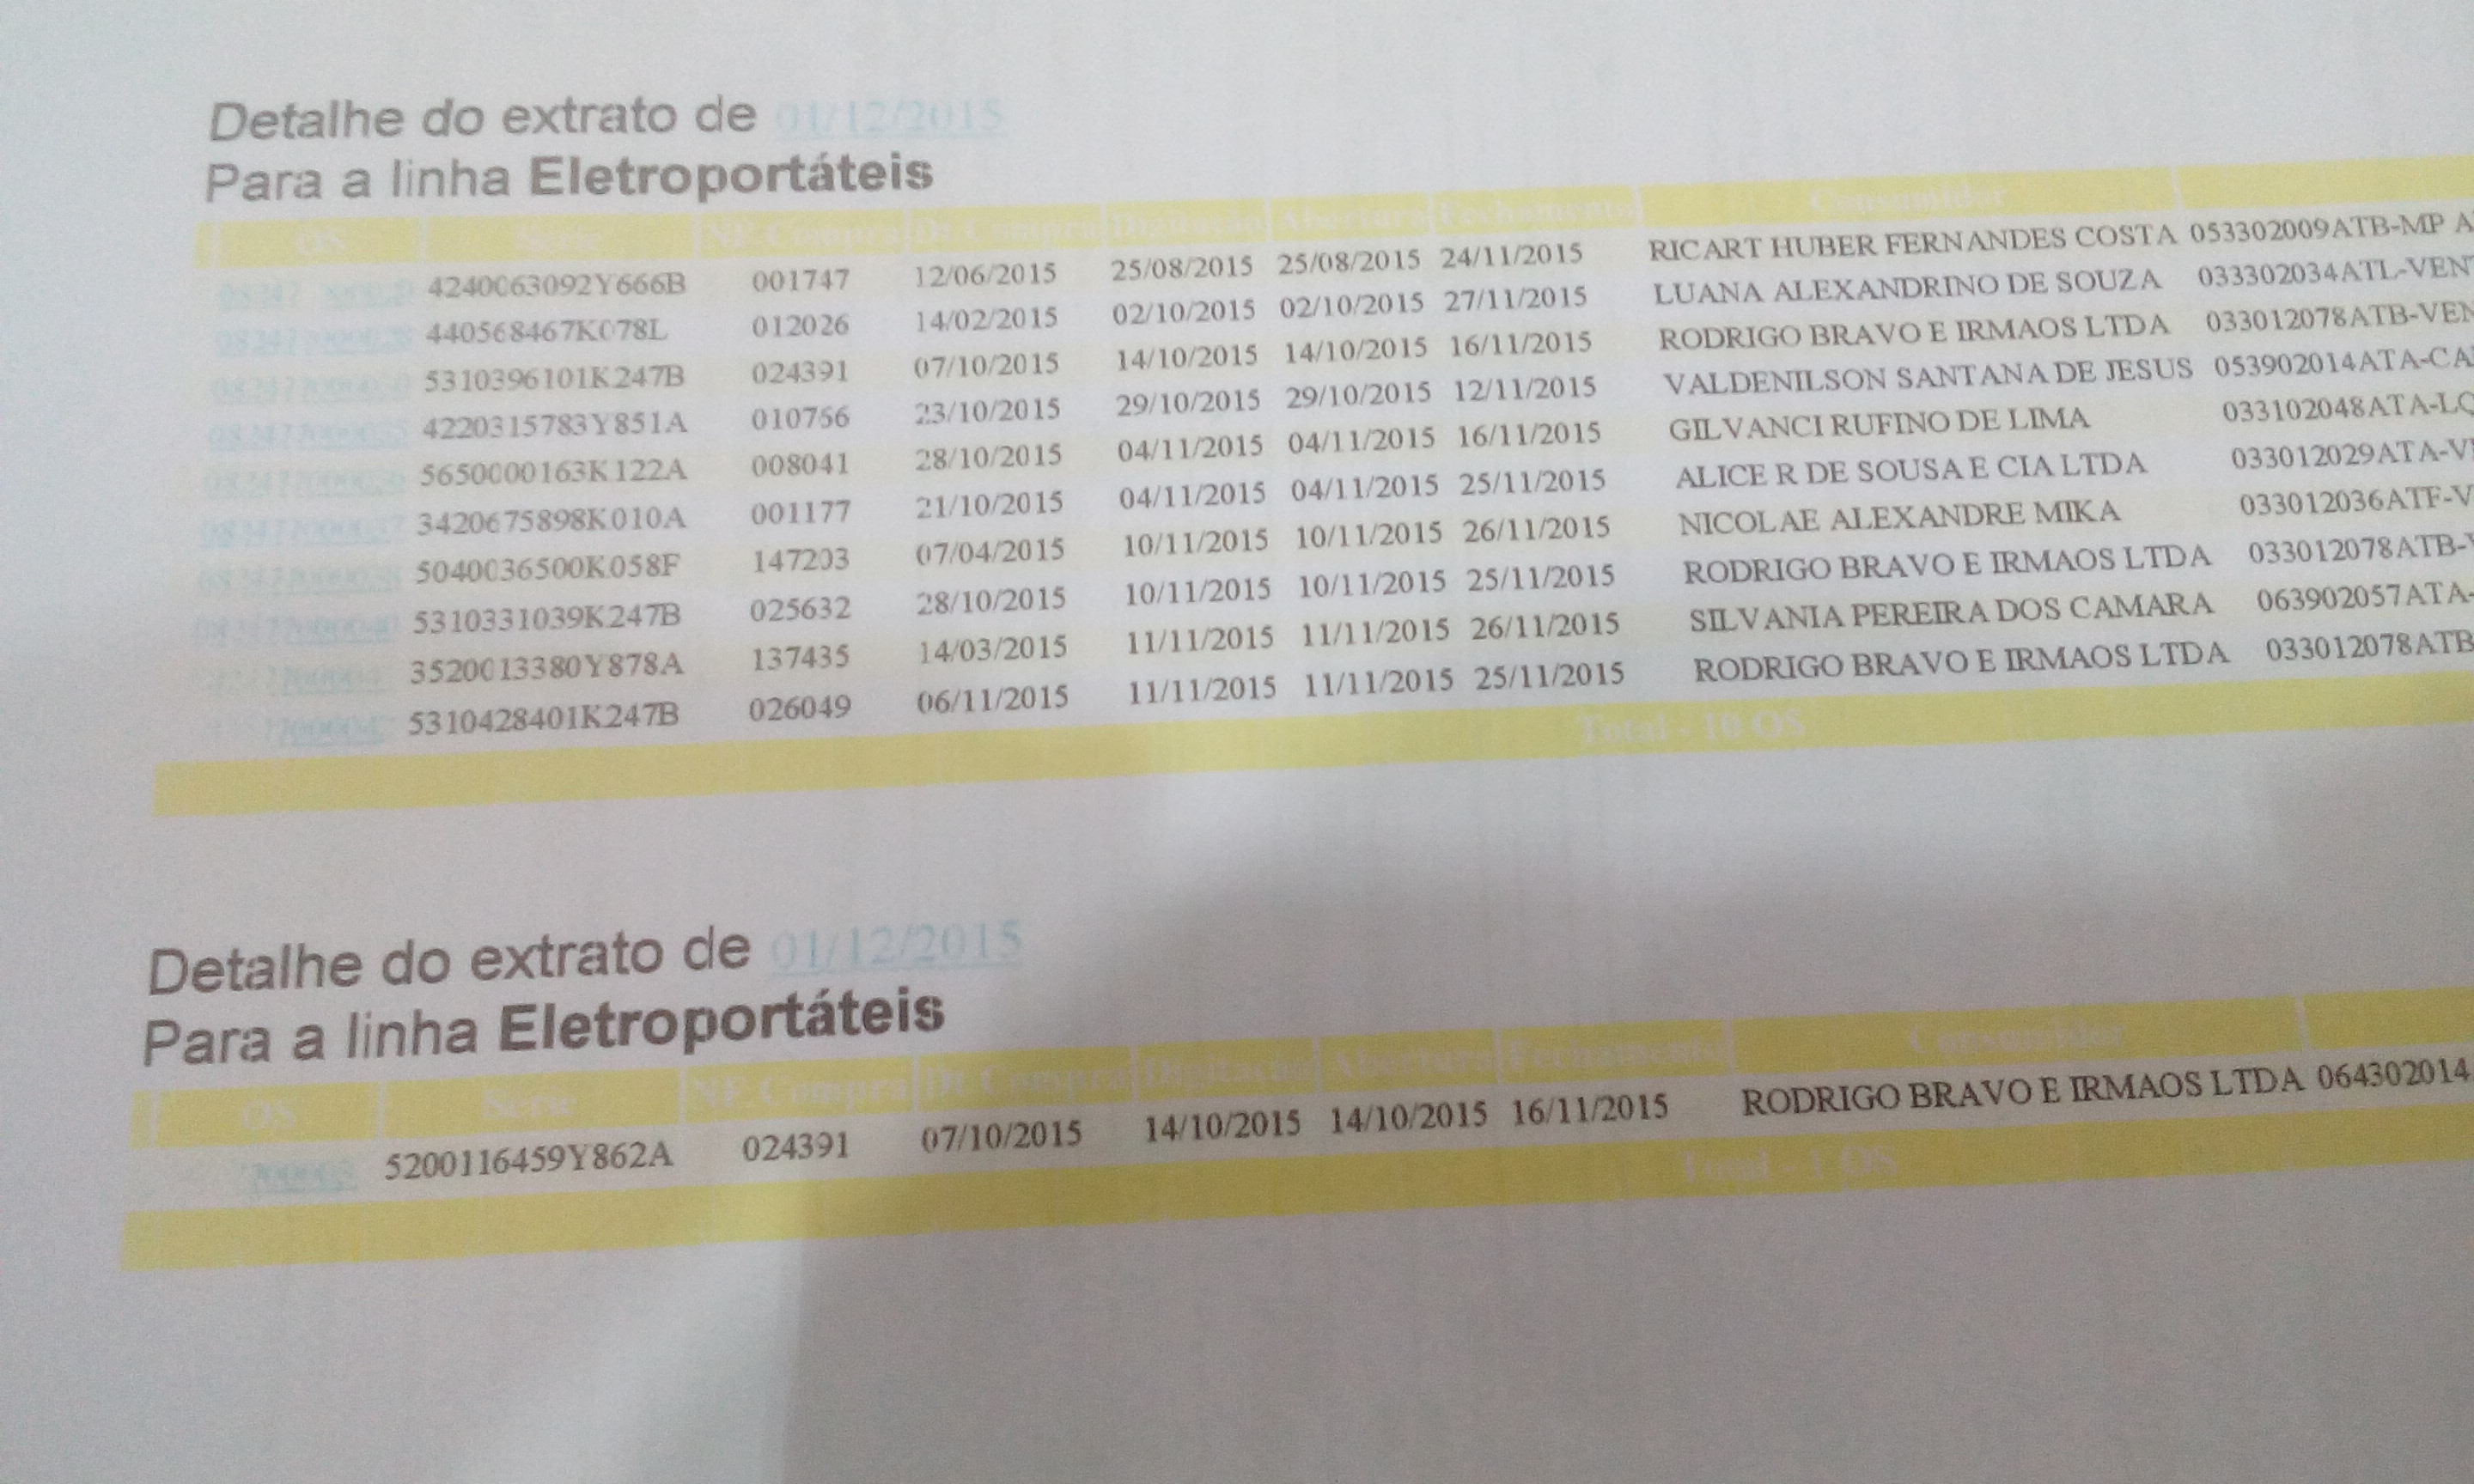 Detalhe do extrato de 01/12/2015
Para a linha Eletroportáteis
OS Serie NF.Compra Dt.Compra Digitação Abertura Fechamento Consumidor
4240063092Y666B 001747 12/06/2015 25/08/2015 25/08/2015 24/11/2015 RICART HUBER FERNANDES COSTA 053302009ATB-MP
440568467K078L 012026 14/02/2015 02/10/2015 02/10/2015 27/11/2015 LUANA ALEXANDRINO DE SOUZA 033302034ATL-VENT
5310396101K247B 024391 07/10/2015 14/10/2015 14/10/2015 16/11/2015 RODRIGO BRAVO E IRMAOS LTDA 033012078ATB-VEN
4220315783Y851A 010756 23/10/2015 29/10/2015 29/10/2015 12/11/2015 VALDENILSON SANTANA DE JESUS 053902014ATA-CA
5650000163K122A 008041 28/10/2015 04/11/2015 04/11/2015 16/11/2015 GILVANCI RUFINO DE LIMA 033102048ATA-LQ
3420675898K010A 001177 21/10/2015 04/11/2015 04/11/2015 25/11/2015 ALICE R DE SOUSA E CIA LTDA 033012029ATA-V
5040036500K058F 147203 07/04/2015 10/11/2015 10/11/2015 26/11/2015 NICOLAE ALEXANDRE MIKA 033012036ATF-V
5310331039K247B 025632 28/10/2015 10/11/2015 10/11/2015 25/11/2015 RODRIGO BRAVO E IRMAOS LTDA 033012078ATB-
3520013380Y878A 137435 14/03/2015 11/11/2015 11/11/2015 26/11/2015 SILVANIA PEREIRA DOS CAMARA 063902057ATA-
5310428401K247B 026049 06/11/2015 11/11/2015 11/11/2015 25/11/2015 RODRIGO BRAVO E IRMAOS LTDA 033012078ATB
Total - 10 OS
Detalhe do extrato de 01/12/2015
Para a linha Eletroportáteis
OS Serie NF.Compra Dt.Compra Digitação Abertura Fechamento Consumidor
5200116459Y862A 024391 07/10/2015 14/10/2015 14/10/2015 16/11/2015 RODRIGO BRAVO E IRMAOS LTDA 064302014
Total - 1 OS